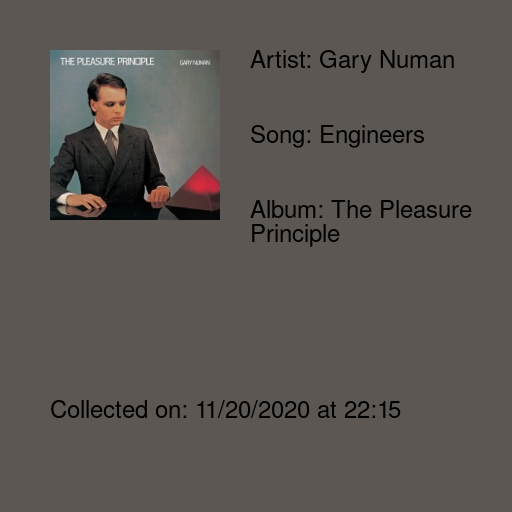 THE PLEASURE PRINCIPLE
GARY NUMAN
Artist: Gary Numan
Song: Engineers
Album: The Pleasure
Principle
Collected on: 11/20/2020 at 22:15